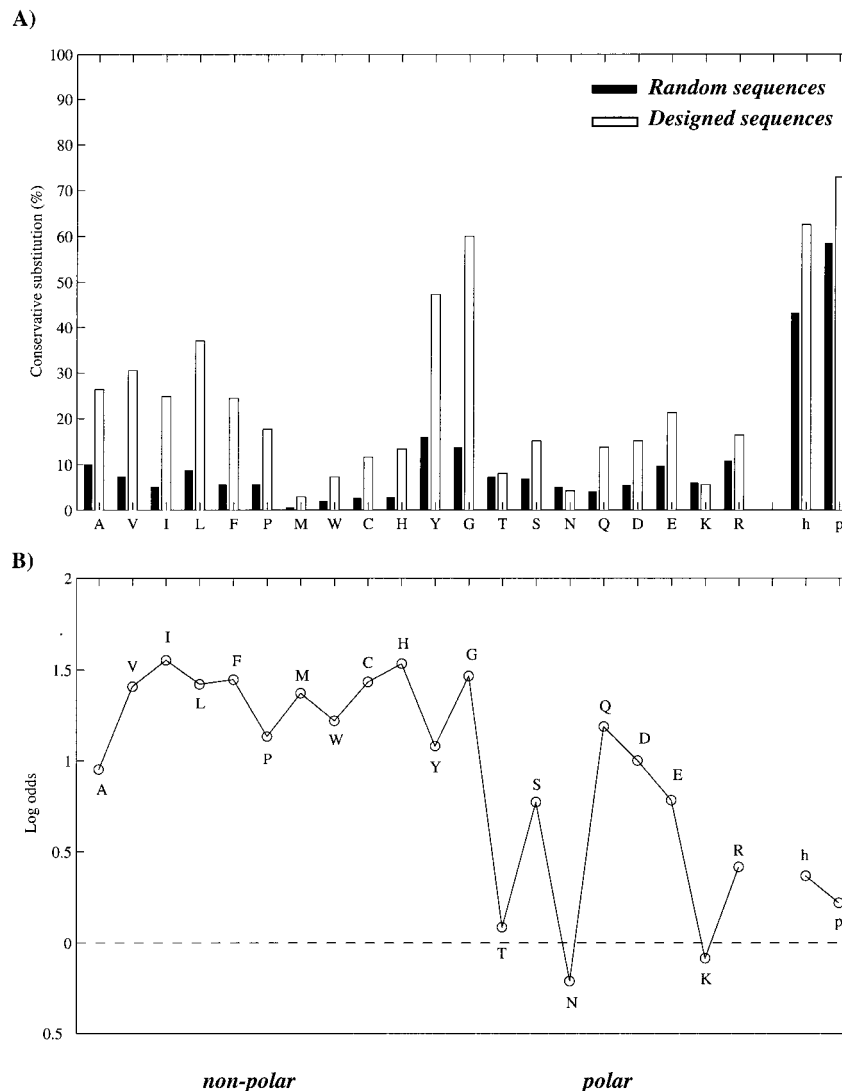 A)
100
90
80
70
60
50
40
30
20
10
0
Conservative substitution (%)
Random sequences
Designed sequences
A V I L F P M W C H Y G T S N Q D E K R h p
B)
2
1.5
1
0.5
0
0.5
Log odds
A
V
I
L
F
P
M
W
C
H
Y
G
T
S
N
Q
D
E
K
R
h
p
non-polar polar